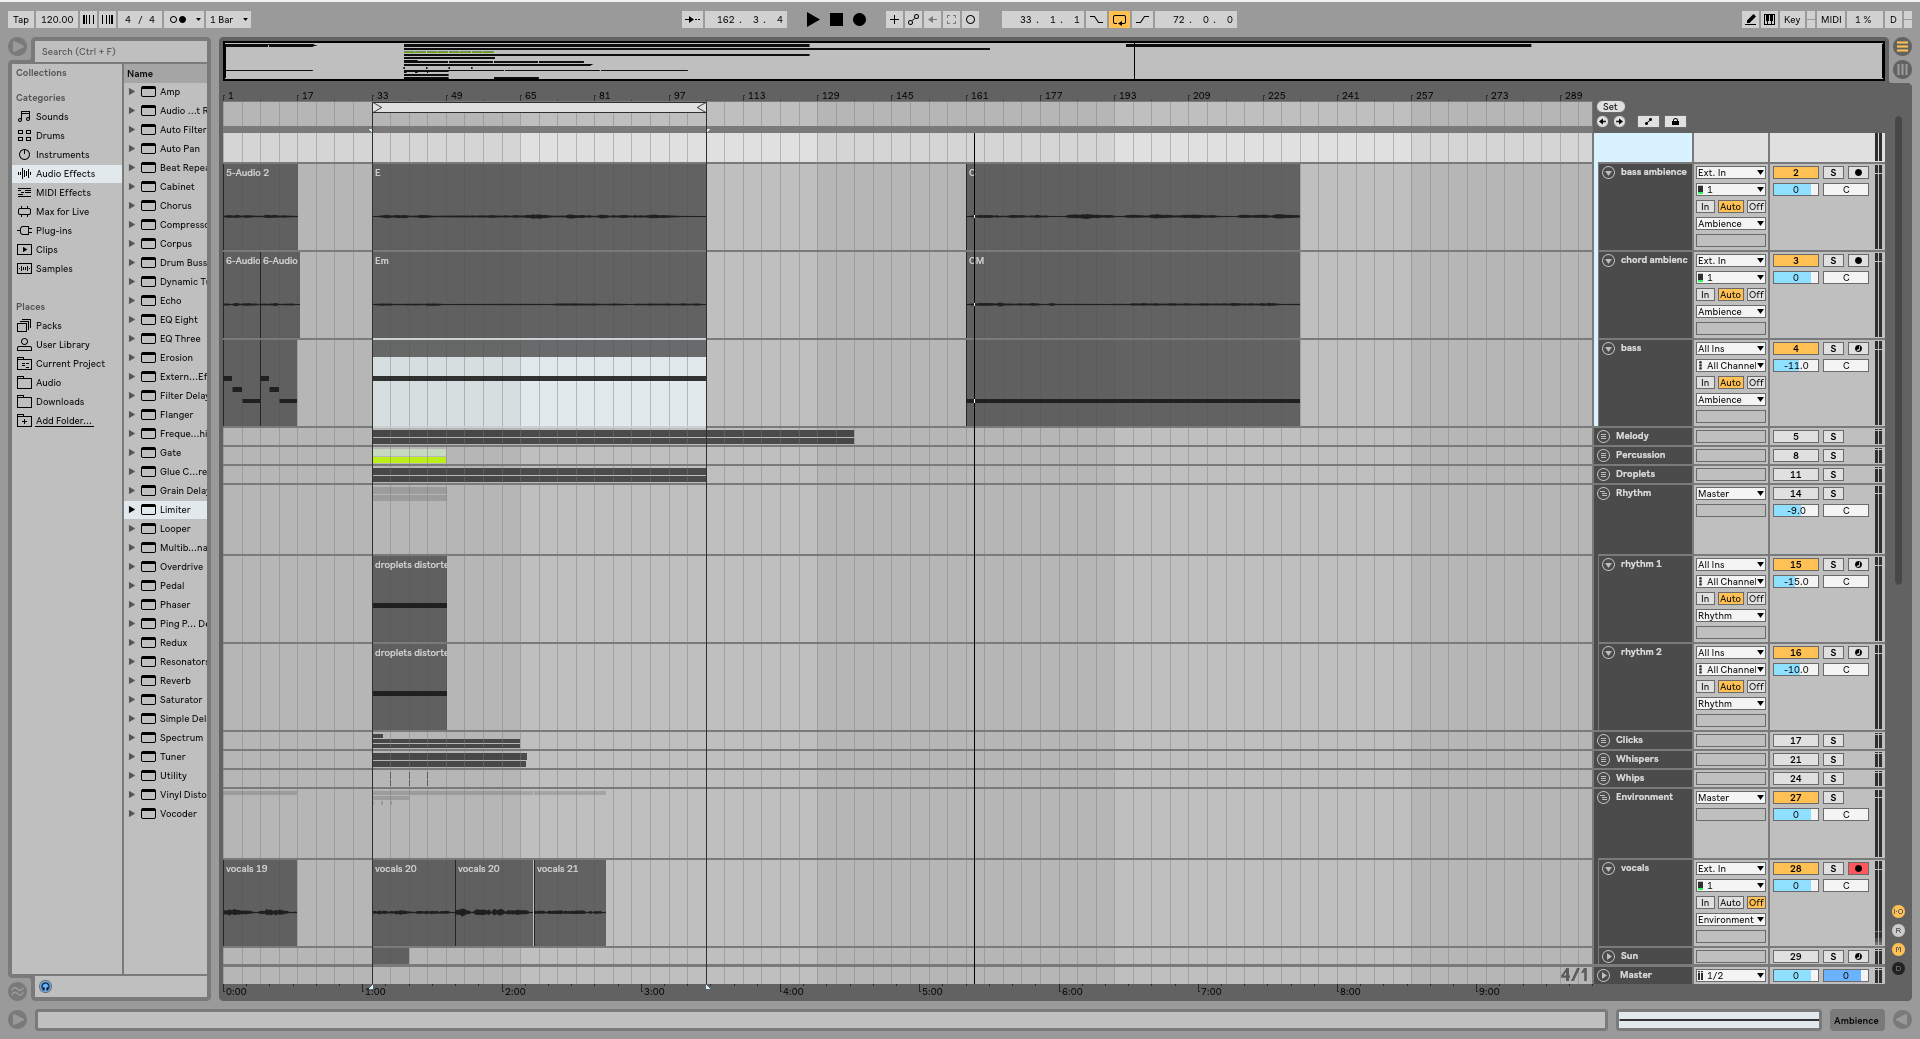 Tap 120.00 4 / 4 1 Bar 162. 3. 4 33. 1. 1 72. 0. 0 Key MIDI 1 % D
Search (Ctrl + F)
Collections
Categories
Sounds
Drums
Instruments
Audio Effects
MIDI Effects
Max for Live
Plug-ins
Clips
Samples
Places
Packs
User Library
Current Project
Audio
Downloads
Add Folder...
Name
Amp
Audio ...t R
Auto Filter
Auto Pan
Beat Repea
Cabinet
Chorus
Compresso
Corpus
Drum Buss
Dynamic Tu
Echo
EQ Eight
EQ Three
Erosion
Extern...Ef
Filter Delay
Flanger
Freque...hi
Gate
Glue C...re
Grain Delay
Limiter
Looper
Multib...na
Overdrive
Pedal
Phaser
Ping P... De
Redux
Resonators
Reverb
Saturator
Simple Del
Spectrum
Tuner
Utility
Vinyl Disto
Vocoder
1 17 33 49 65 81 97 113 129 145 161 177 193 209 225 241 257 273 289
Set
5-Audio 2 E C
bass ambience Ext. In 2 S
1 0 C
In Auto Off
Ambience
6-Audio 6-Audio Em CM
chord ambienc Ext. In 3 S
1 0 C
In Auto Off
Ambience
bass All Ins 4 S
All Channel -11.0 C
In Auto Off
Ambience
Melody 5 S
Percussion 8 S
Droplets 11 S
Rhythm Master 14 S
-9.0 C
droplets distorte
rhythm 1 All Ins 15 S
All Channel -15.0 C
In Auto Off
Rhythm
droplets distorte
rhythm 2 All Ins 16 S
All Channel -10.0 C
In Auto Off
Rhythm
Clicks 17 S
Whispers 21 S
Whips 24 S
Environment Master 27 S
0 C
vocals 19 vocals 20 vocals 20 vocals 21
vocals Ext. In 28 S
1 0 C
In Auto Off
Environment
Sun 29 S
4/1
Master 1/2 0 0
0:00 1:00 2:00 3:00 4:00 5:00 6:00 7:00 8:00 9:00
I·O
R
M
D
Ambience